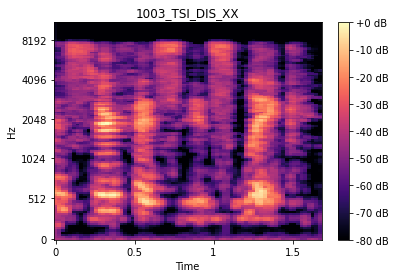 1003_TSI_DIS_XX
+0 dB
8192
-10 dB
4096
-20 dB
-30 dB
2048
Hz
-40 dB
1024
-50 dB
512
-60 dB
-70 dB
0
-80 dB
0
0.5
1
1.5
Time